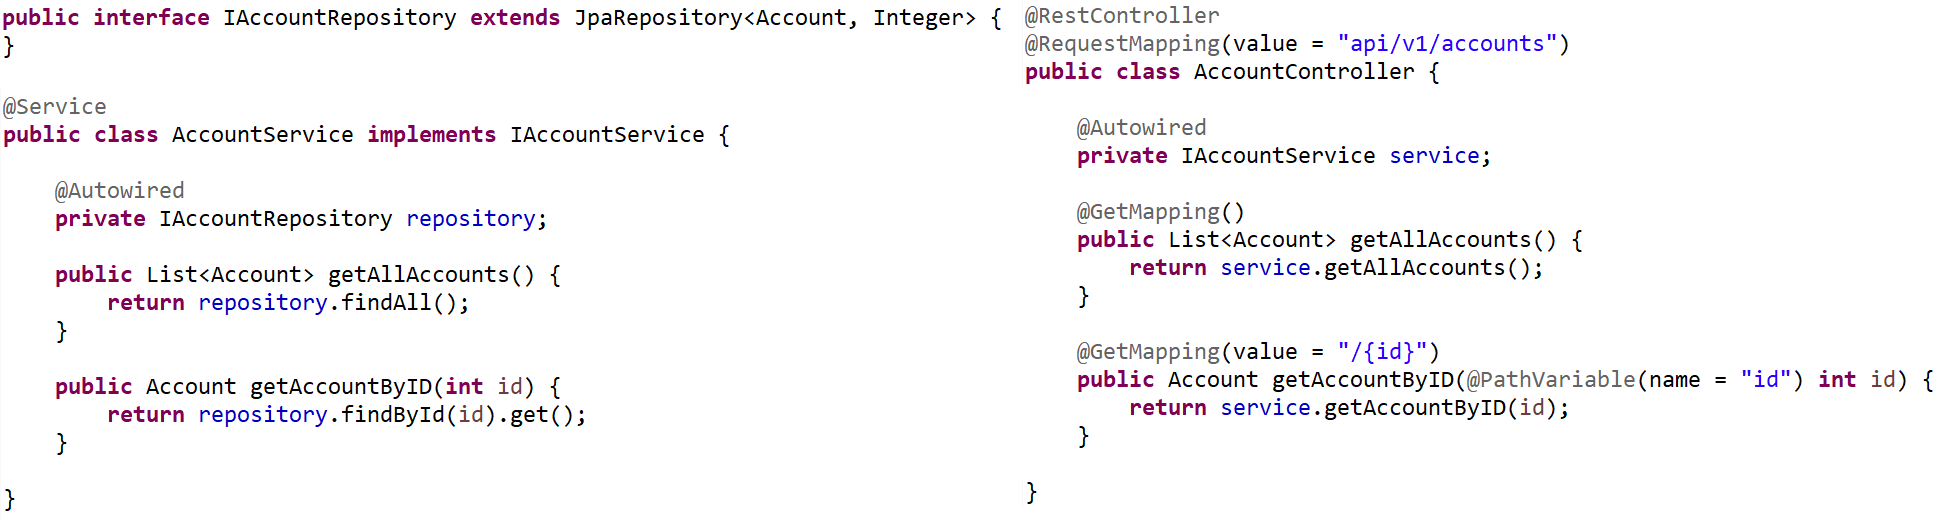 public interface IAccountRepository extends JpaRepository<Account, Integer> {
}
@Service
public class AccountService implements IAccountService {
@Autowired
private IAccountRepository repository;
public List<Account> getAllAccounts() {
return repository.findAll();
}
public Account getAccountByID(int id) {
return repository.findById(id).get();
}
}
@RestController
@RequestMapping(value = "api/v1/accounts")
public class AccountController {
@Autowired
private IAccountService service;
@GetMapping()
public List<Account> getAllAccounts() {
return service.getAllAccounts();
}
@GetMapping(value = "/{id}")
public Account getAccountByID(@PathVariable(name = "id") int id) {
return service.getAccountByID(id);
}
}